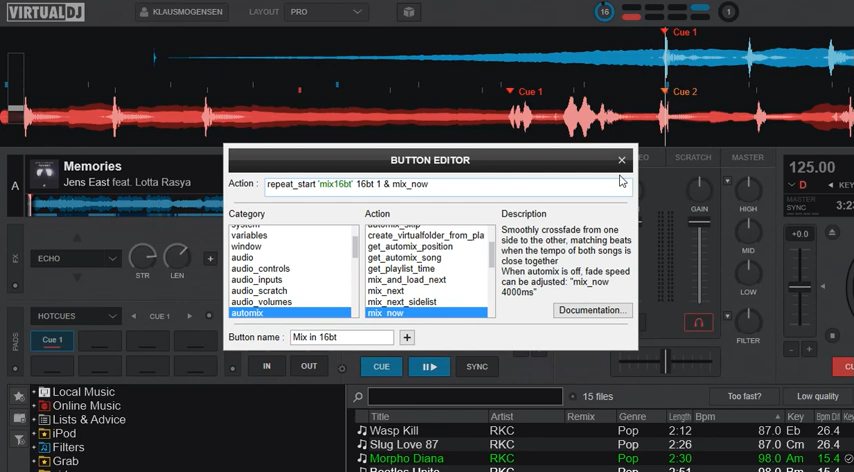 VIRTUALDJ
KLAUSMOGENSEN
LAYOUT PRO
16
1
Cue 1
Cue 1
Cue 2
BUTTON EDITOR
Action : repeat_start 'mix16bt' 16bt 1 & mix_now
Category Action Description
variables
window
audio
audio_controls
audio_inputs
audio_scratch
audio_volumes
automix
create_virtualfolder_from_pla
get_automix_position
get_automix_song
get_playlist_time
mix_and_load_next
mix_next
mix_next_sidelist
mix_now
Smoothly crossfade from one
side to the other, matching beats
when the tempo of both songs is
close together
When automix is off, fade speed
can be adjusted: "mix_now
4000ms"
Documentation...
Button name : Mix in 16bt +
A
Memories
Jens East feat. Lotta Rasya
FX
ECHO
STR LEN
+
PADS
HOTCUES
CUE 1
Cue 1
IN OUT CUE SYNC
SCRATCH MASTER
GAIN
HIGH
MID
LOW
FILTER
125.00
D KEY
MASTER
SYNC
3:2
+0.0
- +
CU
Local Music
Online Music
Lists & Advice
iPod
Filters
Grab
15 files
Too fast? Low quality
Title Artist Remix Genre Length Bpm Key Bpm Dif Key
Wasp Kill RKC Pop 2:12 87.0 Eb 26.4
Slug Love 87 RKC Pop 2:26 87.0 Cm 26.4
Morpho Diana RKC Pop 2:30 98.0 Am 15.4